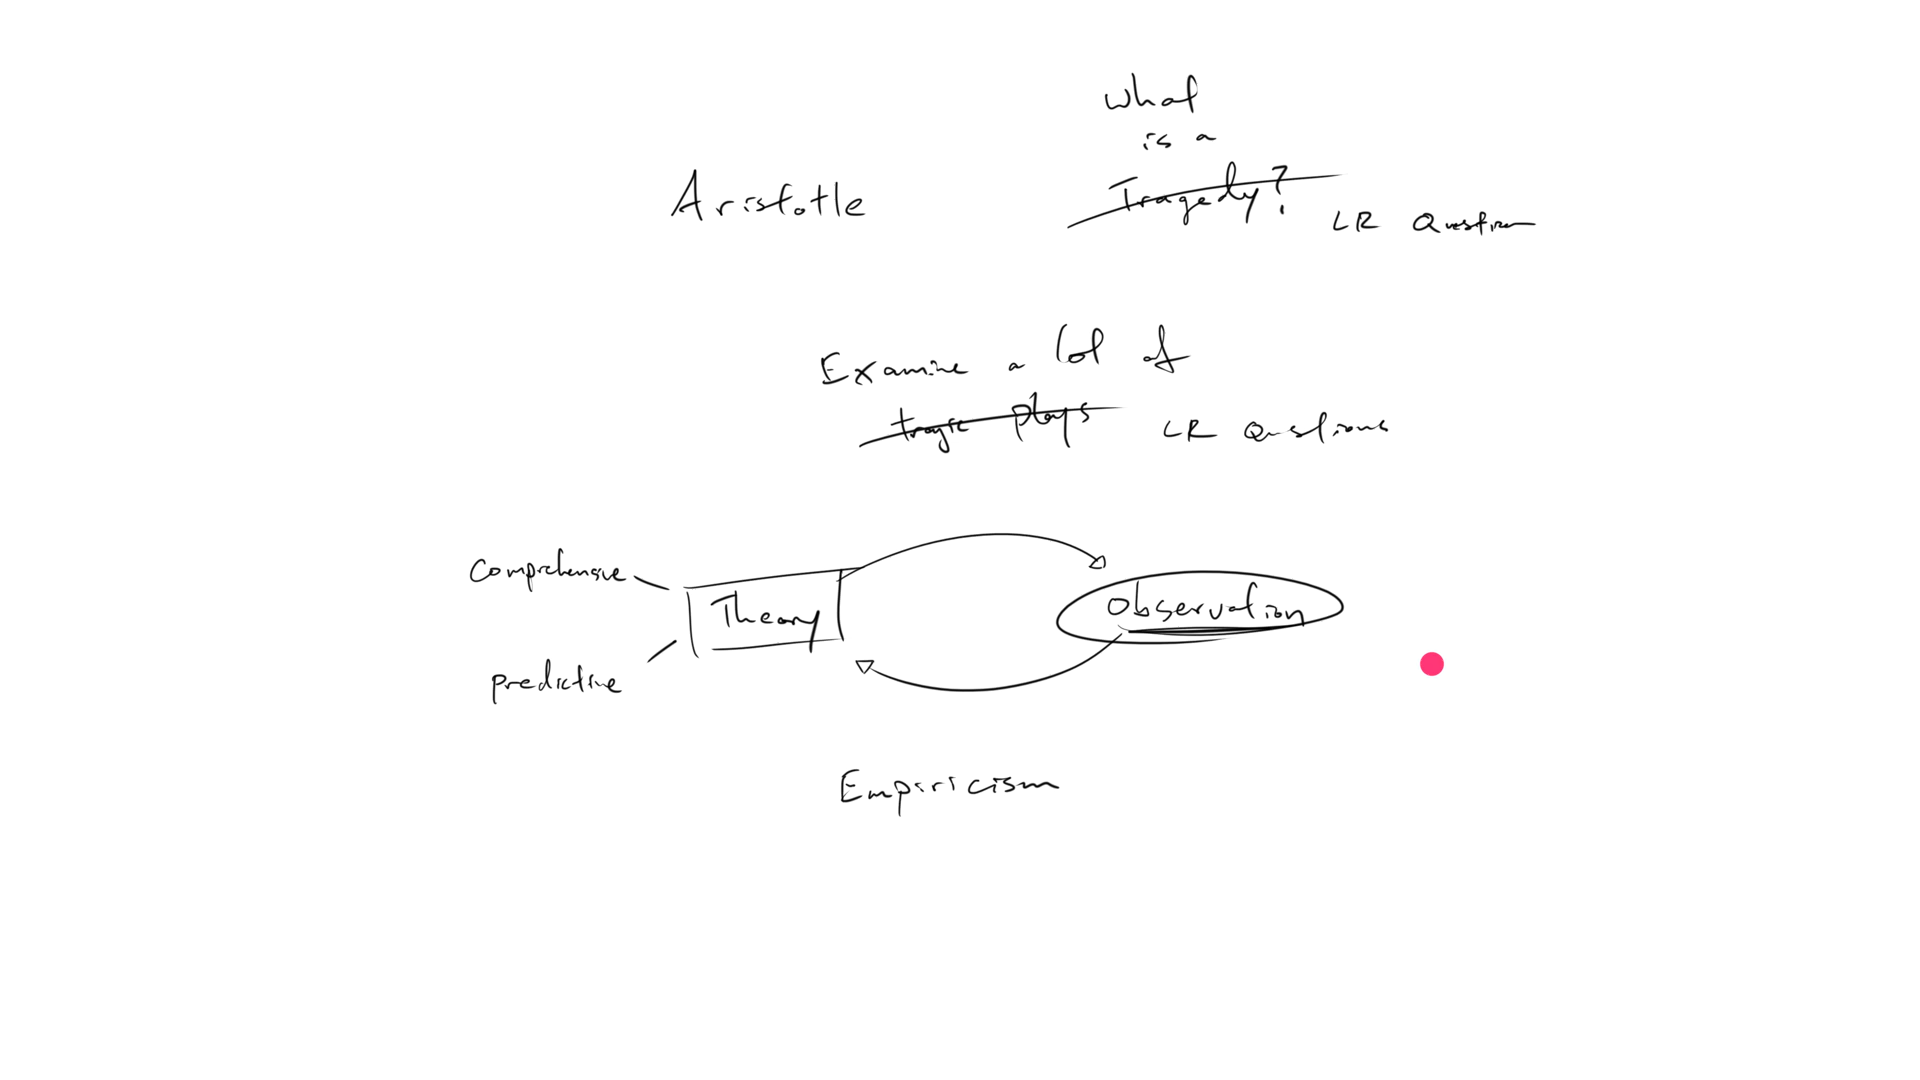 What
is a
Aristotle
Tragedy?
LR Question
Examine a lot of
tragic plays LR Questions
Comprehensive
Theory
Observation
predictive
Empiricism